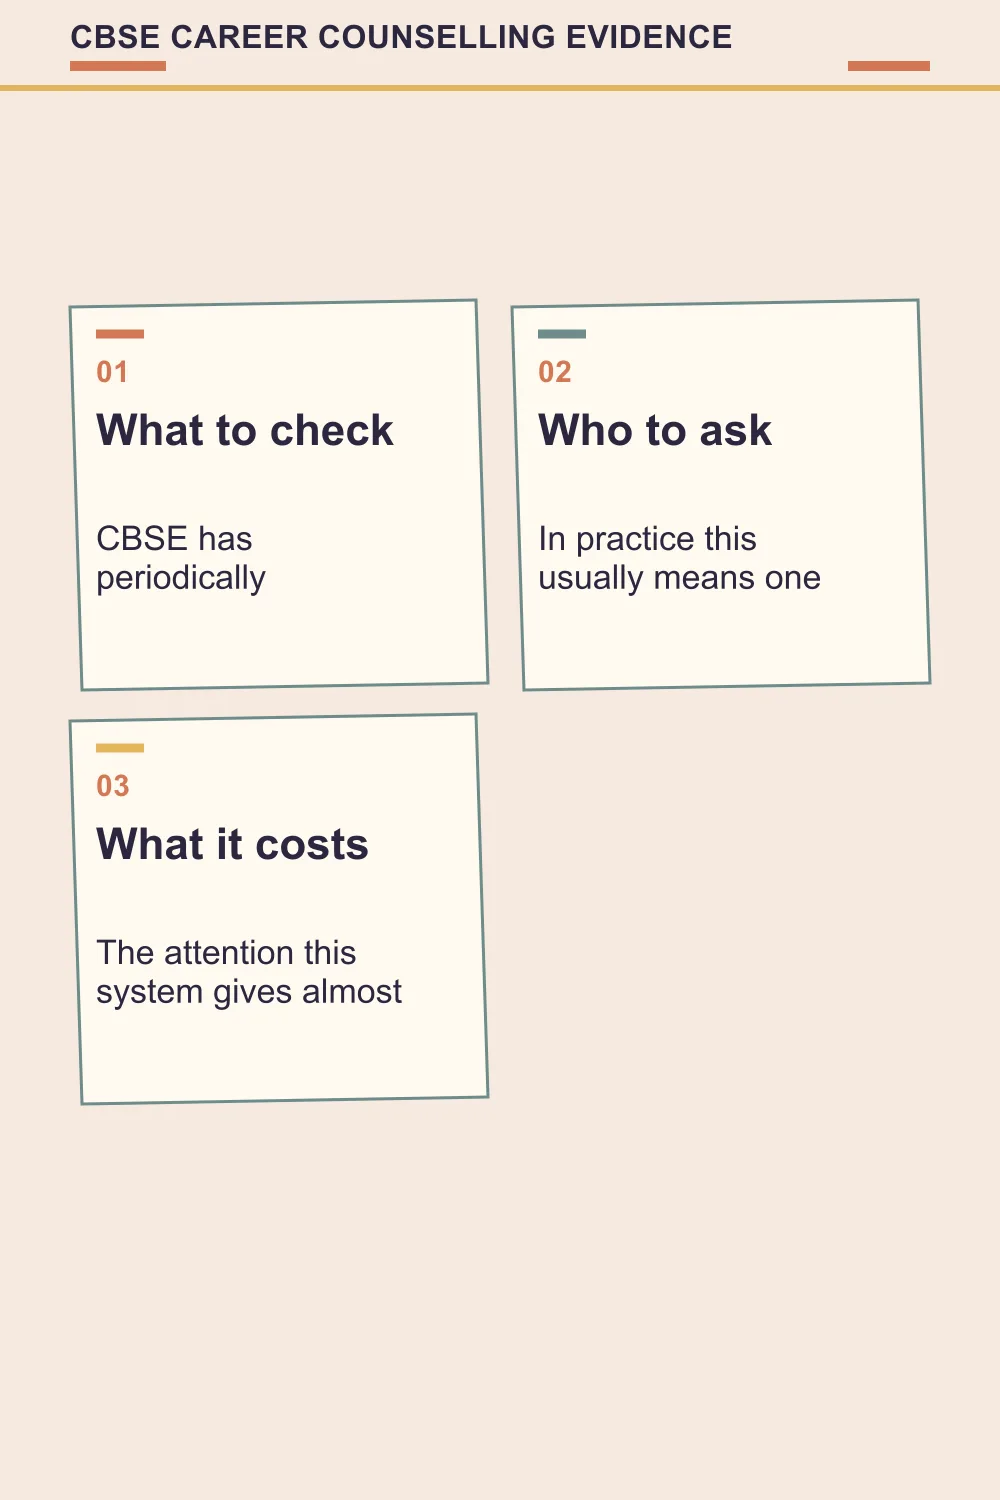 CBSE CAREER COUNSELLING EVIDENCE
01
What to check
CBSE has
periodically
02
Who to ask
In practice this
usually means one
03
What it costs
The attention this
system gives almost